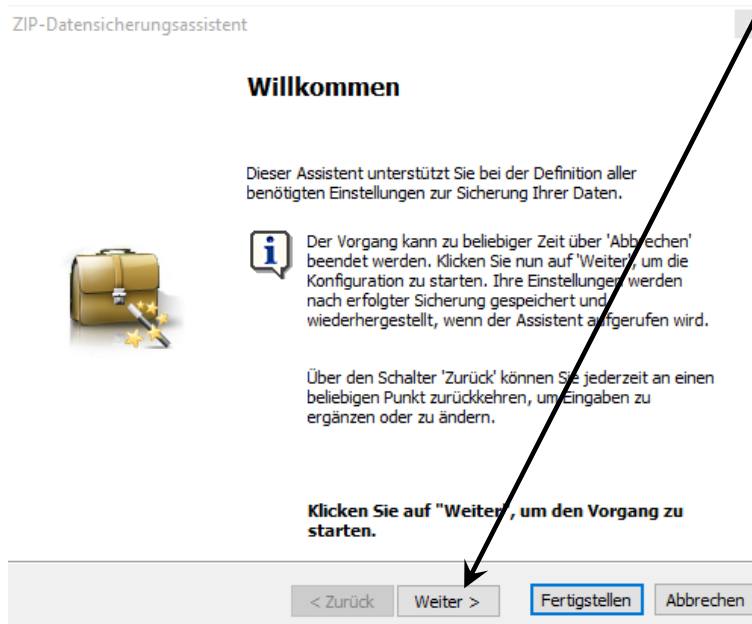 ZIP-Datensicherungsassistent
Willkommen
Dieser Assistent unterstützt Sie bei der Definition aller
benötigten Einstellungen zur Sicherung Ihrer Daten.
Der Vorgang kann zu beliebiger Zeit über 'Abbrechen'
beendet werden. Klicken Sie nun auf 'Weiter', um die
Konfiguration zu starten. Ihre Einstellungen werden
nach erfolgter Sicherung gespeichert und
wiederhergestellt, wenn der Assistent aufgerufen wird.
Über den Schalter 'Zurück' können Sie jederzeit an einen
beliebigen Punkt zurückkehren, um Eingaben zu
ergänzen oder zu ändern.
Klicken Sie auf "Weiter", um den Vorgang zu
starten.
< Zurück Weiter > Fertigstellen Abbrechen